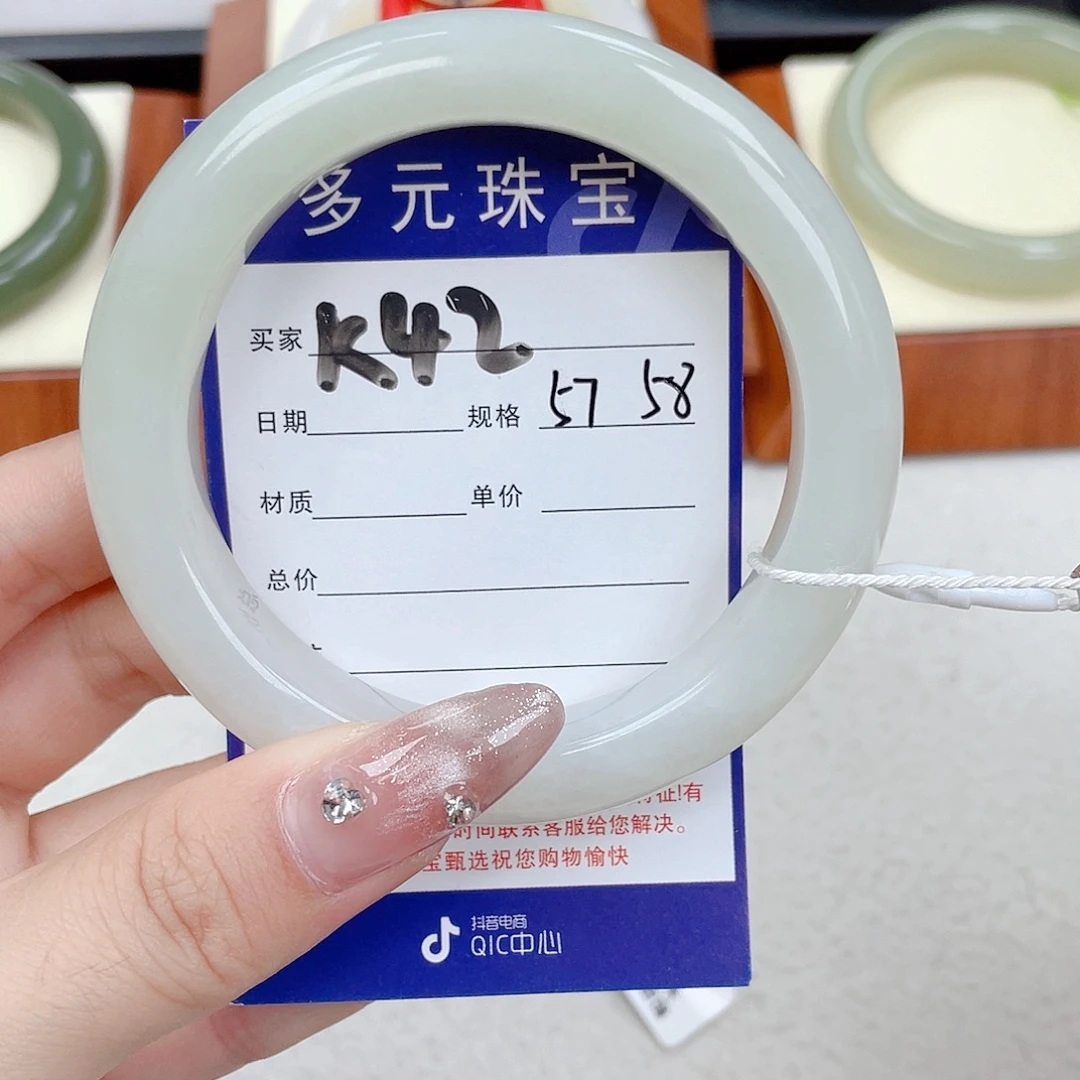 多元珠宝
买家 K42
日期 规格 57 58
材质 单价
总价
特征!有
时间联系客服给您解决。
宝甄选祝您购物愉快
抖音电商
QIC中心